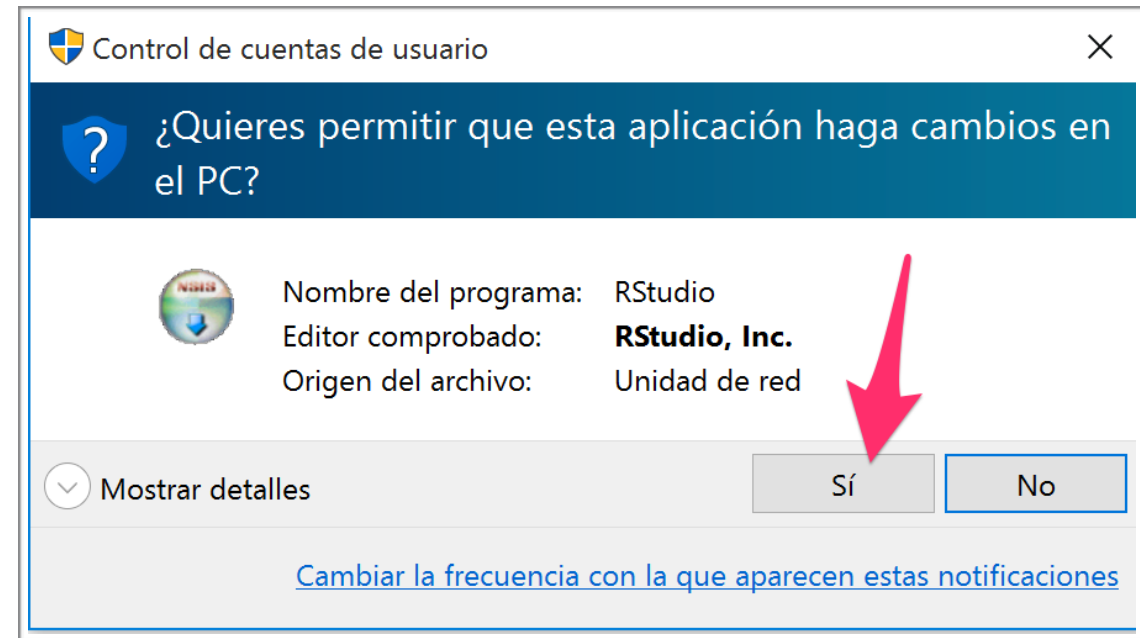 Control de cuentas de usuario
¿Quieres permitir que esta aplicación haga cambios en
el PC?
NSIS
Nombre del programa: RStudio
Editor comprobado: RStudio, Inc.
Origen del archivo: Unidad de red
Mostrar detalles
Sí
No
Cambiar la frecuencia con la que aparecen estas notificaciones